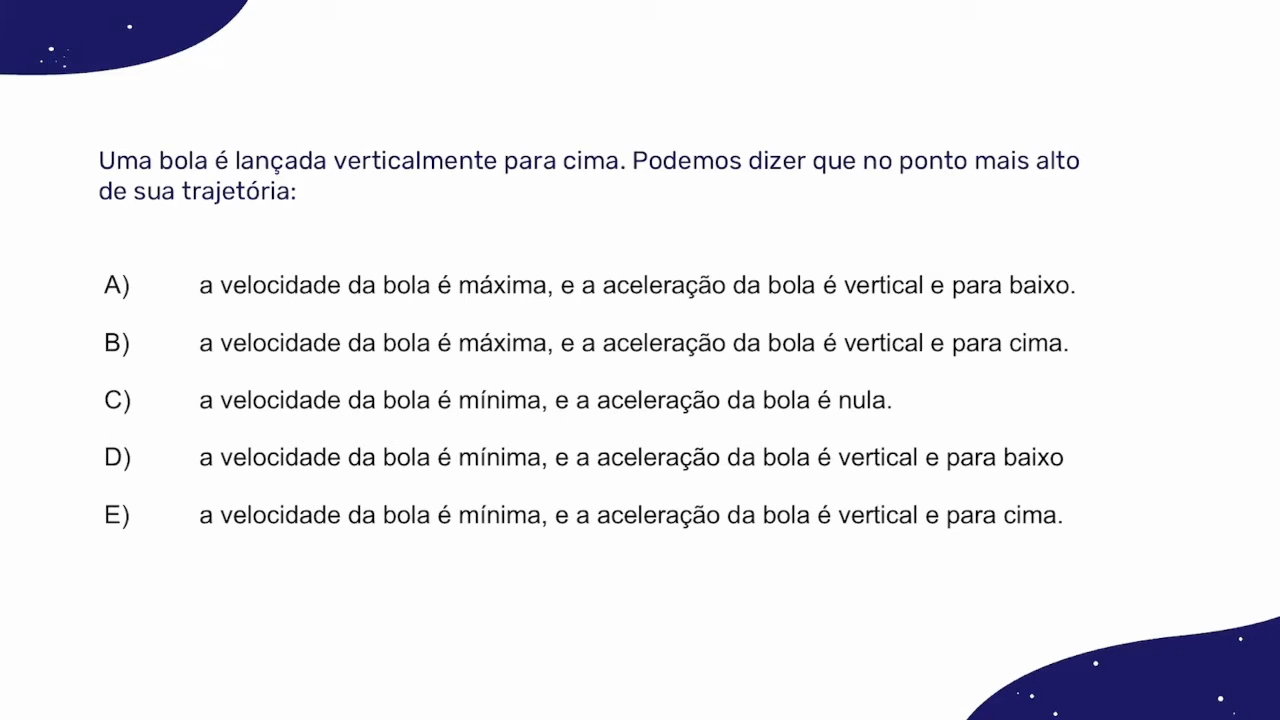 Uma bola é lançada verticalmente para cima. Podemos dizer que no ponto mais alto
de sua trajetória:
A) a velocidade da bola é máxima, e a aceleração da bola é vertical e para baixo.
B) a velocidade da bola é máxima, e a aceleração da bola é vertical e para cima.
C) a velocidade da bola é mínima, e a aceleração da bola é nula.
D) a velocidade da bola é mínima, e a aceleração da bola é vertical e para baixo
E) a velocidade da bola é mínima, e a aceleração da bola é vertical e para cima.